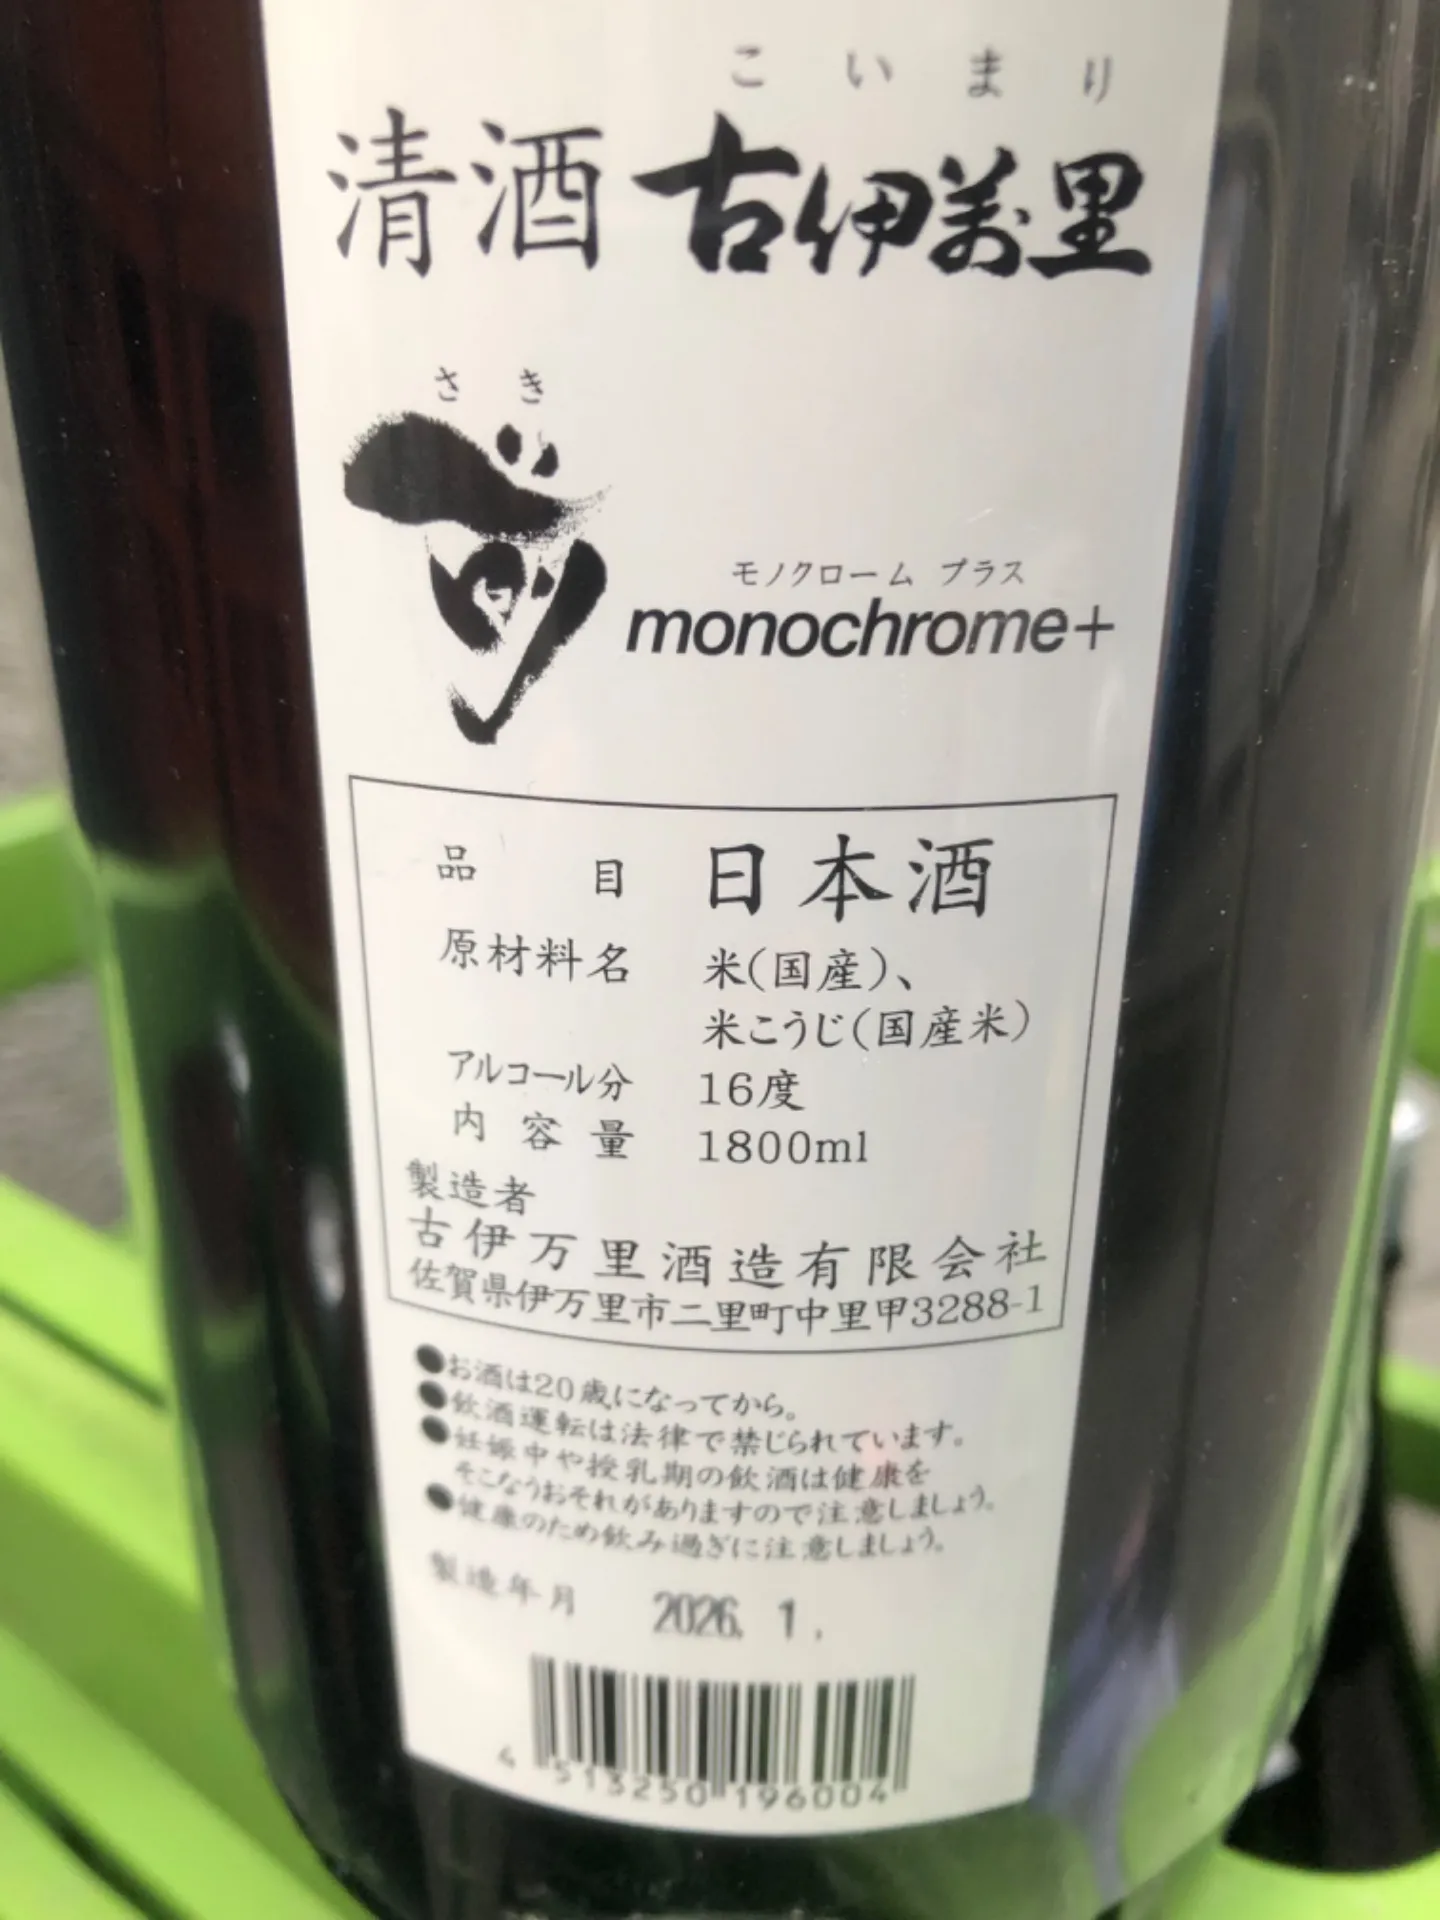 こいまり
清酒 古伊萬里
さき
前
モノクローム プラス
monochrome+
品目 日本酒
原材料名 米(国産)、
米こうじ(国産米)
アルコール分 16度
内容量 1800ml
製造者
古伊万里酒造有限会社
佐賀県伊万里市二里町中里甲3288-1
●お酒は20歳になってから。
●飲酒運転は法律で禁じられています。
●妊娠中や授乳期の飲酒は健康を
そこなうおそれがありますので注意しましょう。
●健康のため飲み過ぎに注意しましょう。
製造年月 2026. 1.
4 513250 196004